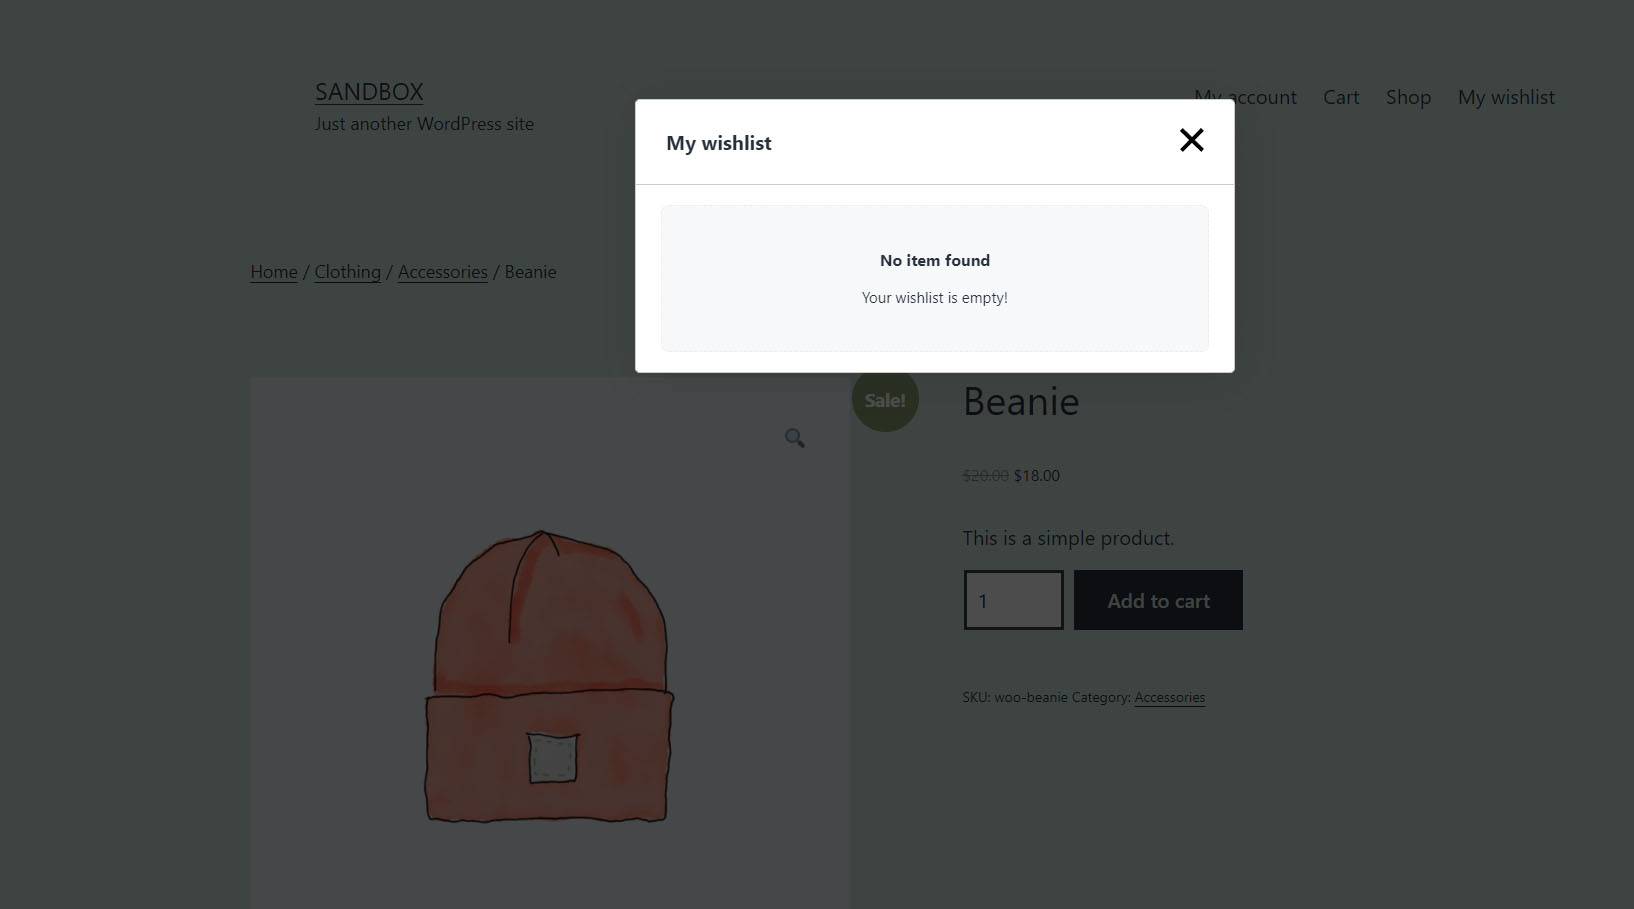 SANDBOX
Just another WordPress site
My account Cart Shop My wishlist
My wishlist
No item found
Your wishlist is empty!
Home / Clothing / Accessories / Beanie
Sale!
Beanie
$20.00 $18.00
This is a simple product.
1
Add to cart
SKU: woo-beanie Category: Accessories